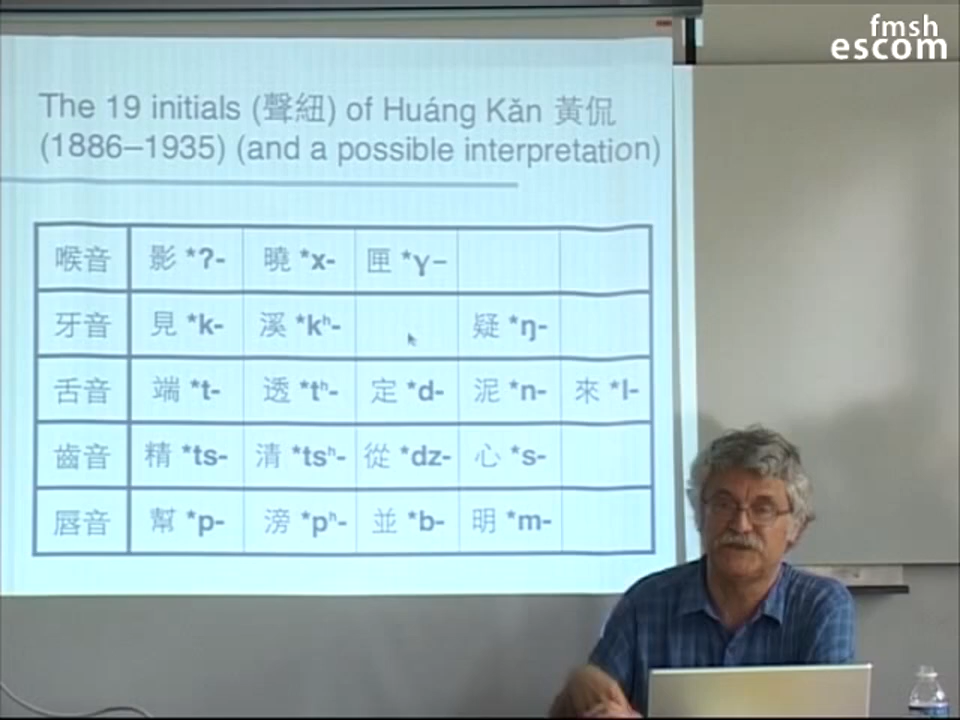 fmsh
escom
The 19 initials (聲紐) of Huáng Kǎn 黃侃
(1886–1935) (and a possible interpretation)
喉音 影 *ʔ- 曉 *x- 匣 *ɣ–
牙音 見 *k- 溪 *kʰ- 疑 *ŋ-
舌音 端 *t- 透 *tʰ- 定 *d- 泥 *n- 來 *l-
齒音 精 *ts- 清 *tsʰ- 從 *dz- 心 *s-
唇音 幫 *p- 滂 *pʰ- 並 *b- 明 *m-